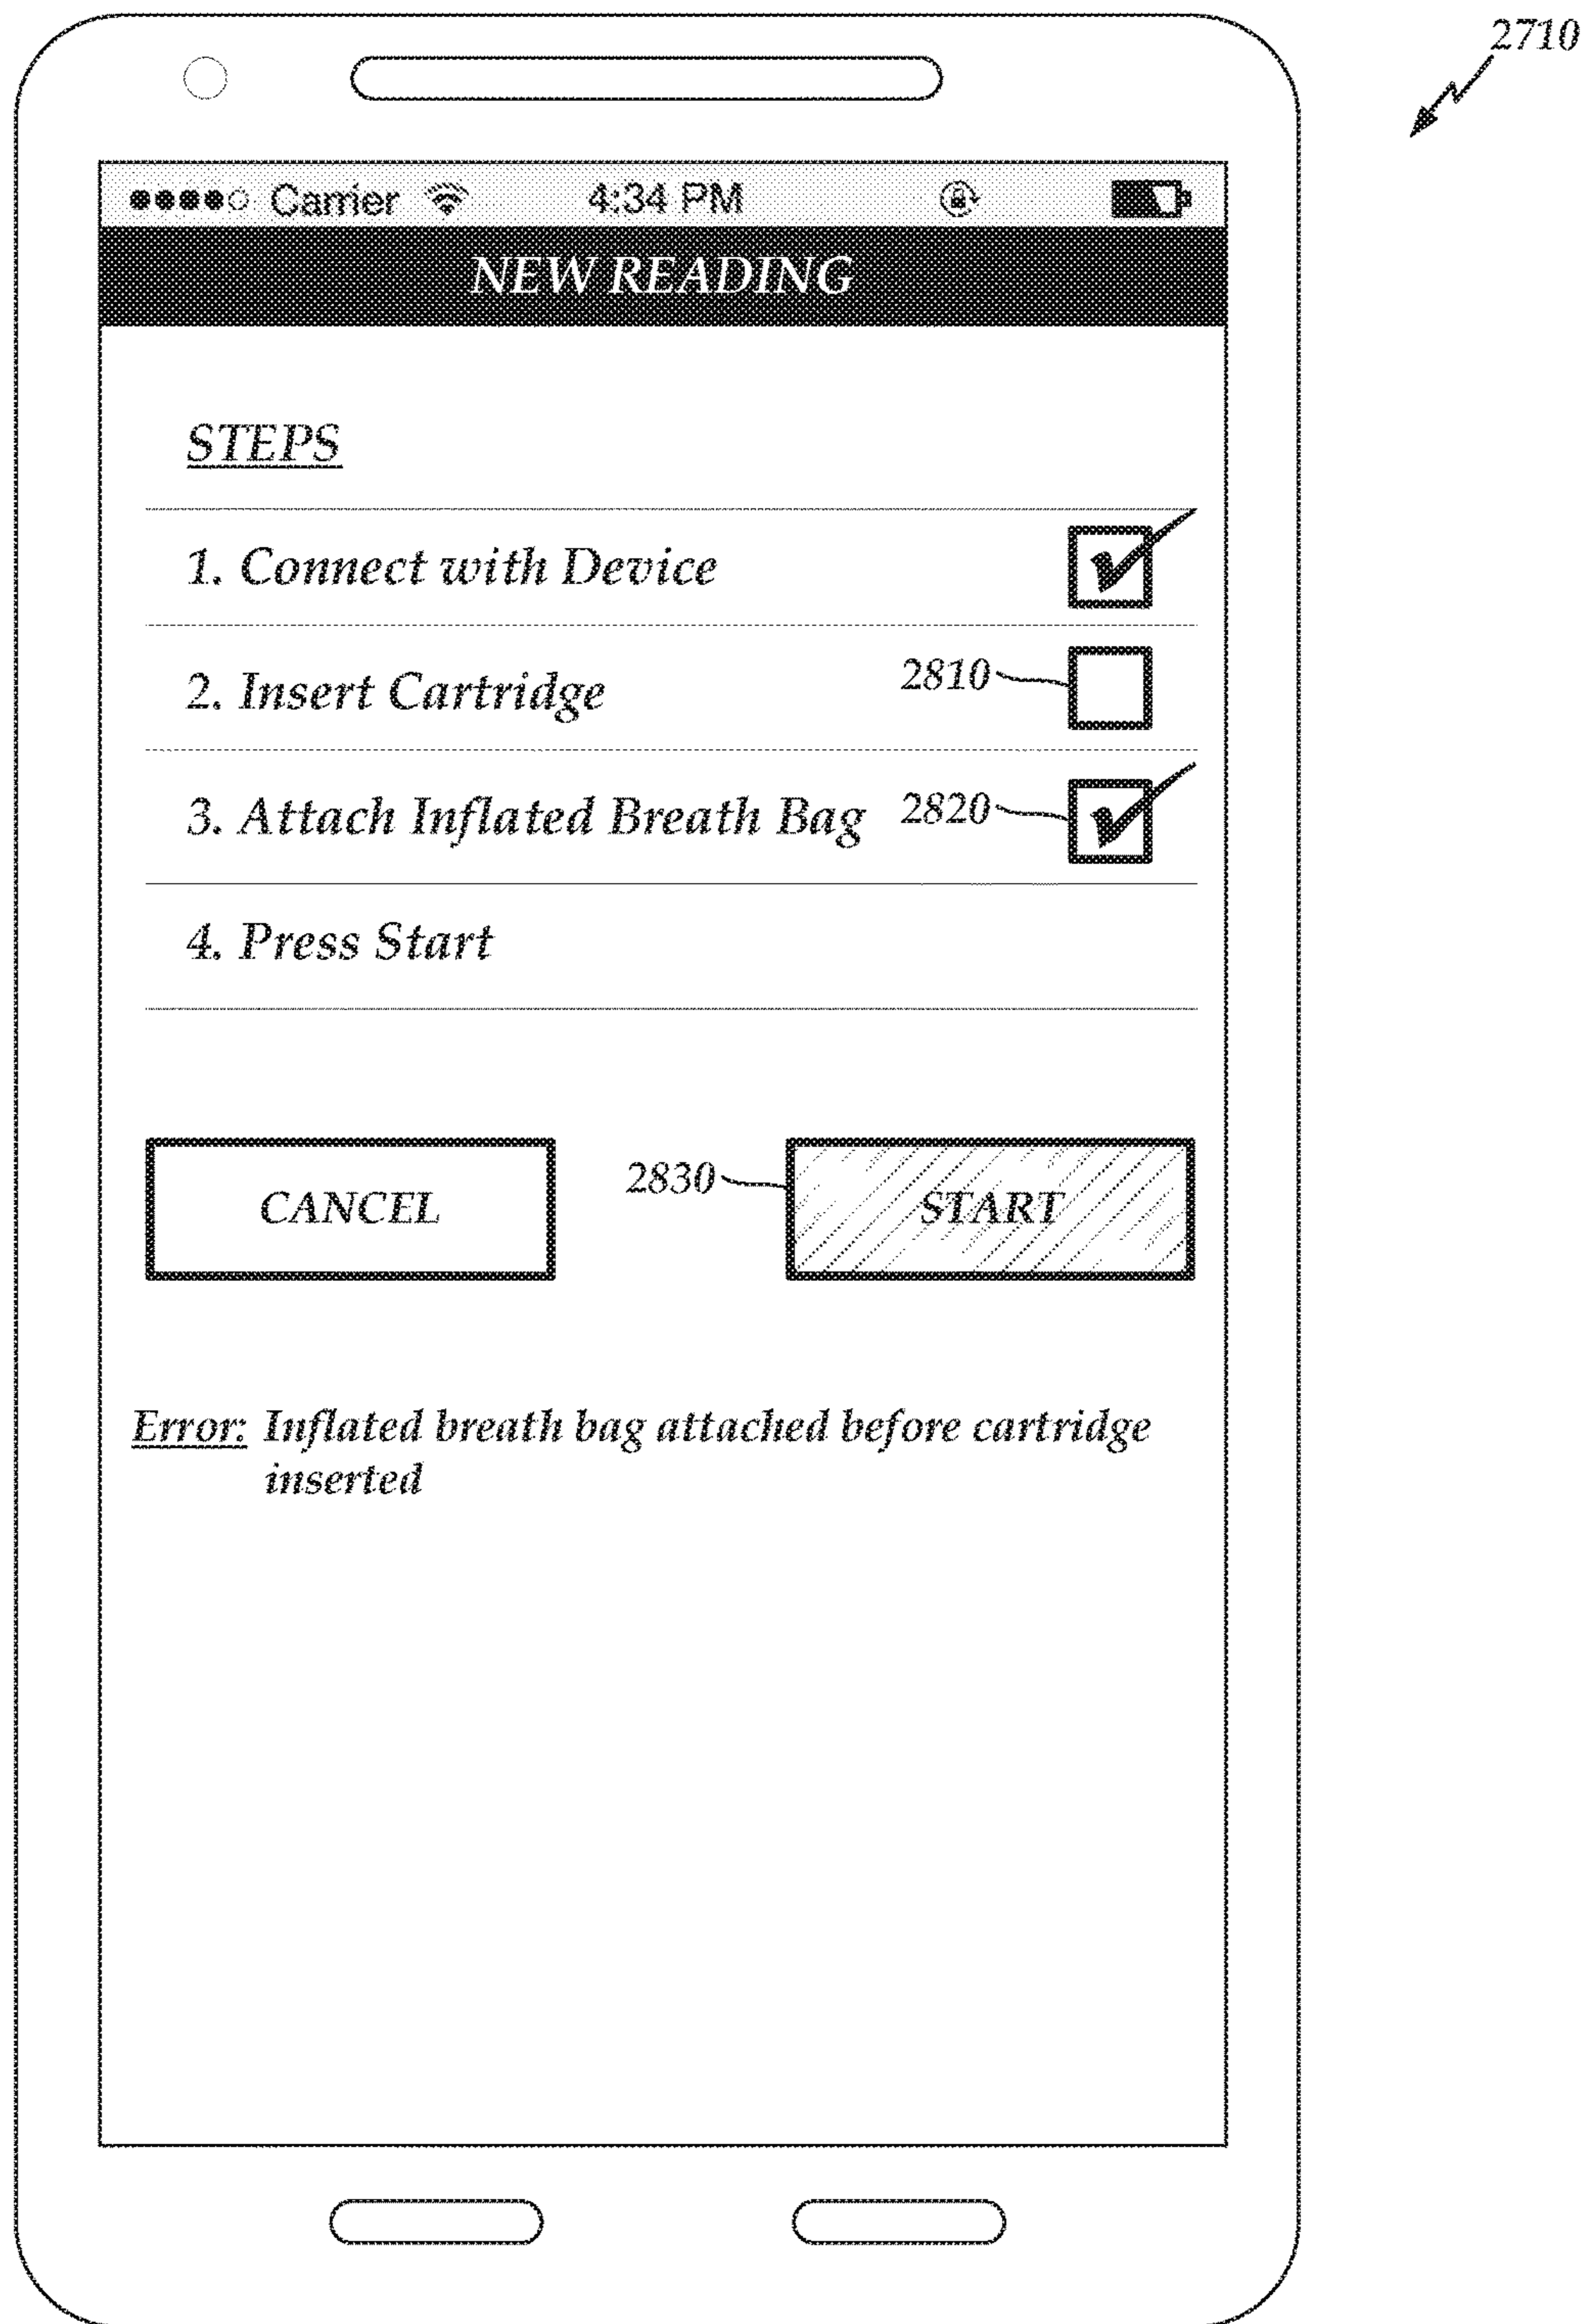 2710
Carrier 4:34 PM
NEW READING
STEPS
1. Connect with Device
2. Insert Cartridge 2810
3. Attach Inflated Breath Bag 2820
4. Press Start
CANCEL 2830 START
Error: Inflated breath bag attached before cartridge
inserted